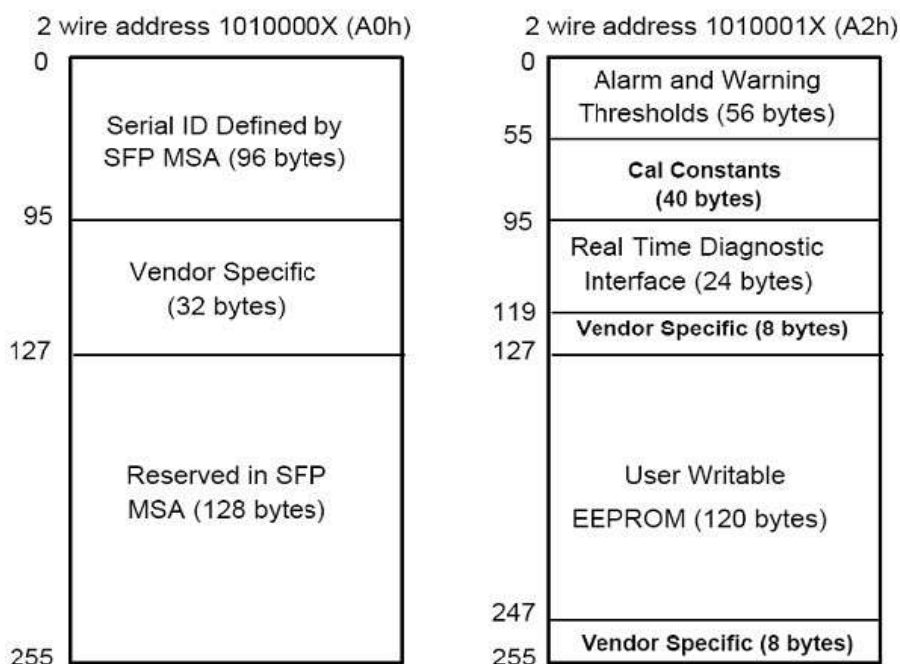 2 wire address 1010000X (A0h)
0
Serial ID Defined by
SFP MSA (96 bytes)
95
Vendor Specific
(32 bytes)
127
Reserved in SFP
MSA (128 bytes)
255
2 wire address 1010001X (A2h)
0
Alarm and Warning
Thresholds (56 bytes)
55
Cal Constants
(40 bytes)
95
Real Time Diagnostic
Interface (24 bytes)
119
Vendor Specific (8 bytes)
127
User Writable
EEPROM (120 bytes)
247
Vendor Specific (8 bytes)
255